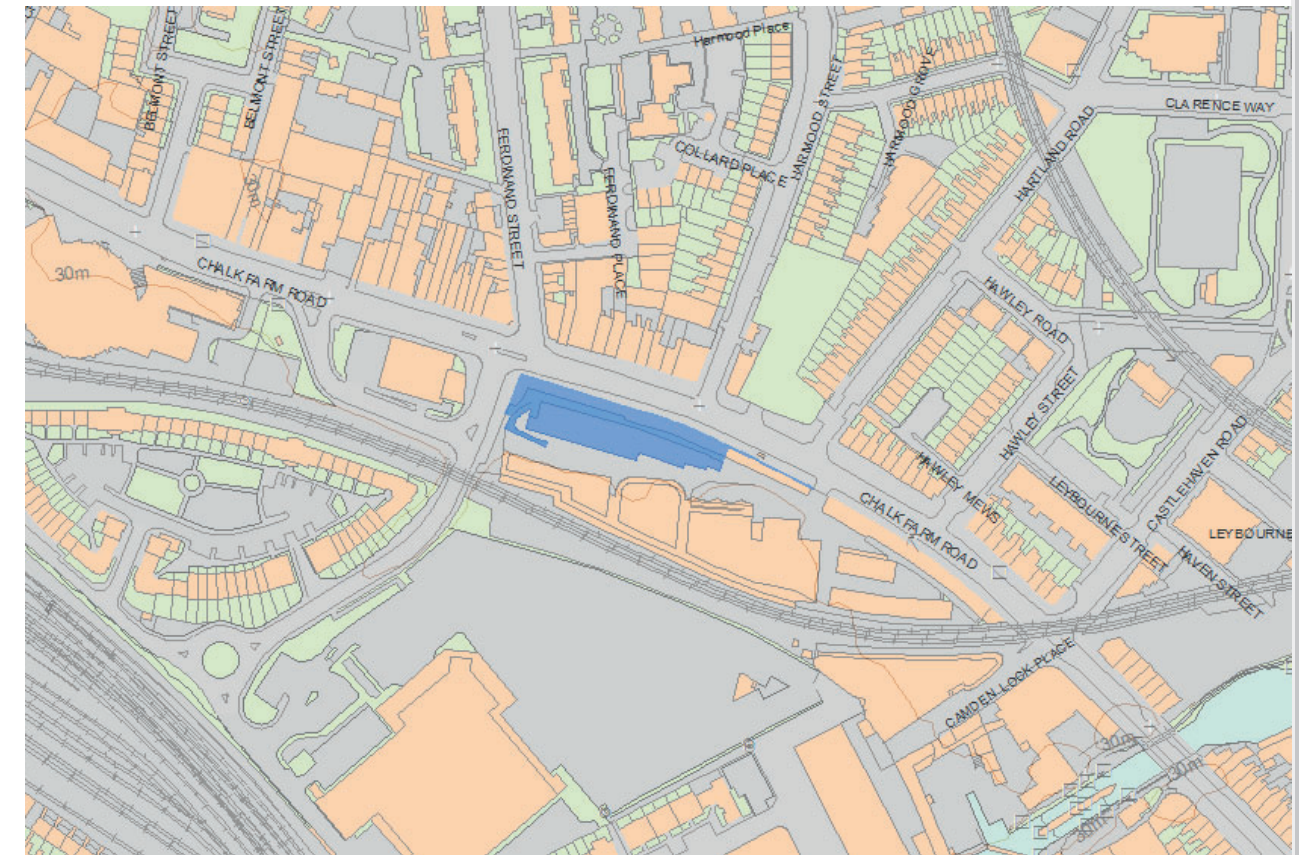 BELMONT STREET
BELMONT STREET
Harmood Place
HARMOOD STREET
HARMOOD GROVE
CLARENCE WAY
HARTLAND ROAD
COLLARD PLACE
FERDINAND STREET
FERDINAND PLACE
30m
30m
CHALK FARM ROAD
HAWLEY ROAD
HAWLEY STREET
HAWLEY MEWS
CHALK FARM ROAD
LEYBOURNE STREET
CASTLEHAVEN ROAD
LEYBOURNE
HAVEN STREET
CAMDEN LOCK PLACE
30m
30m
30m